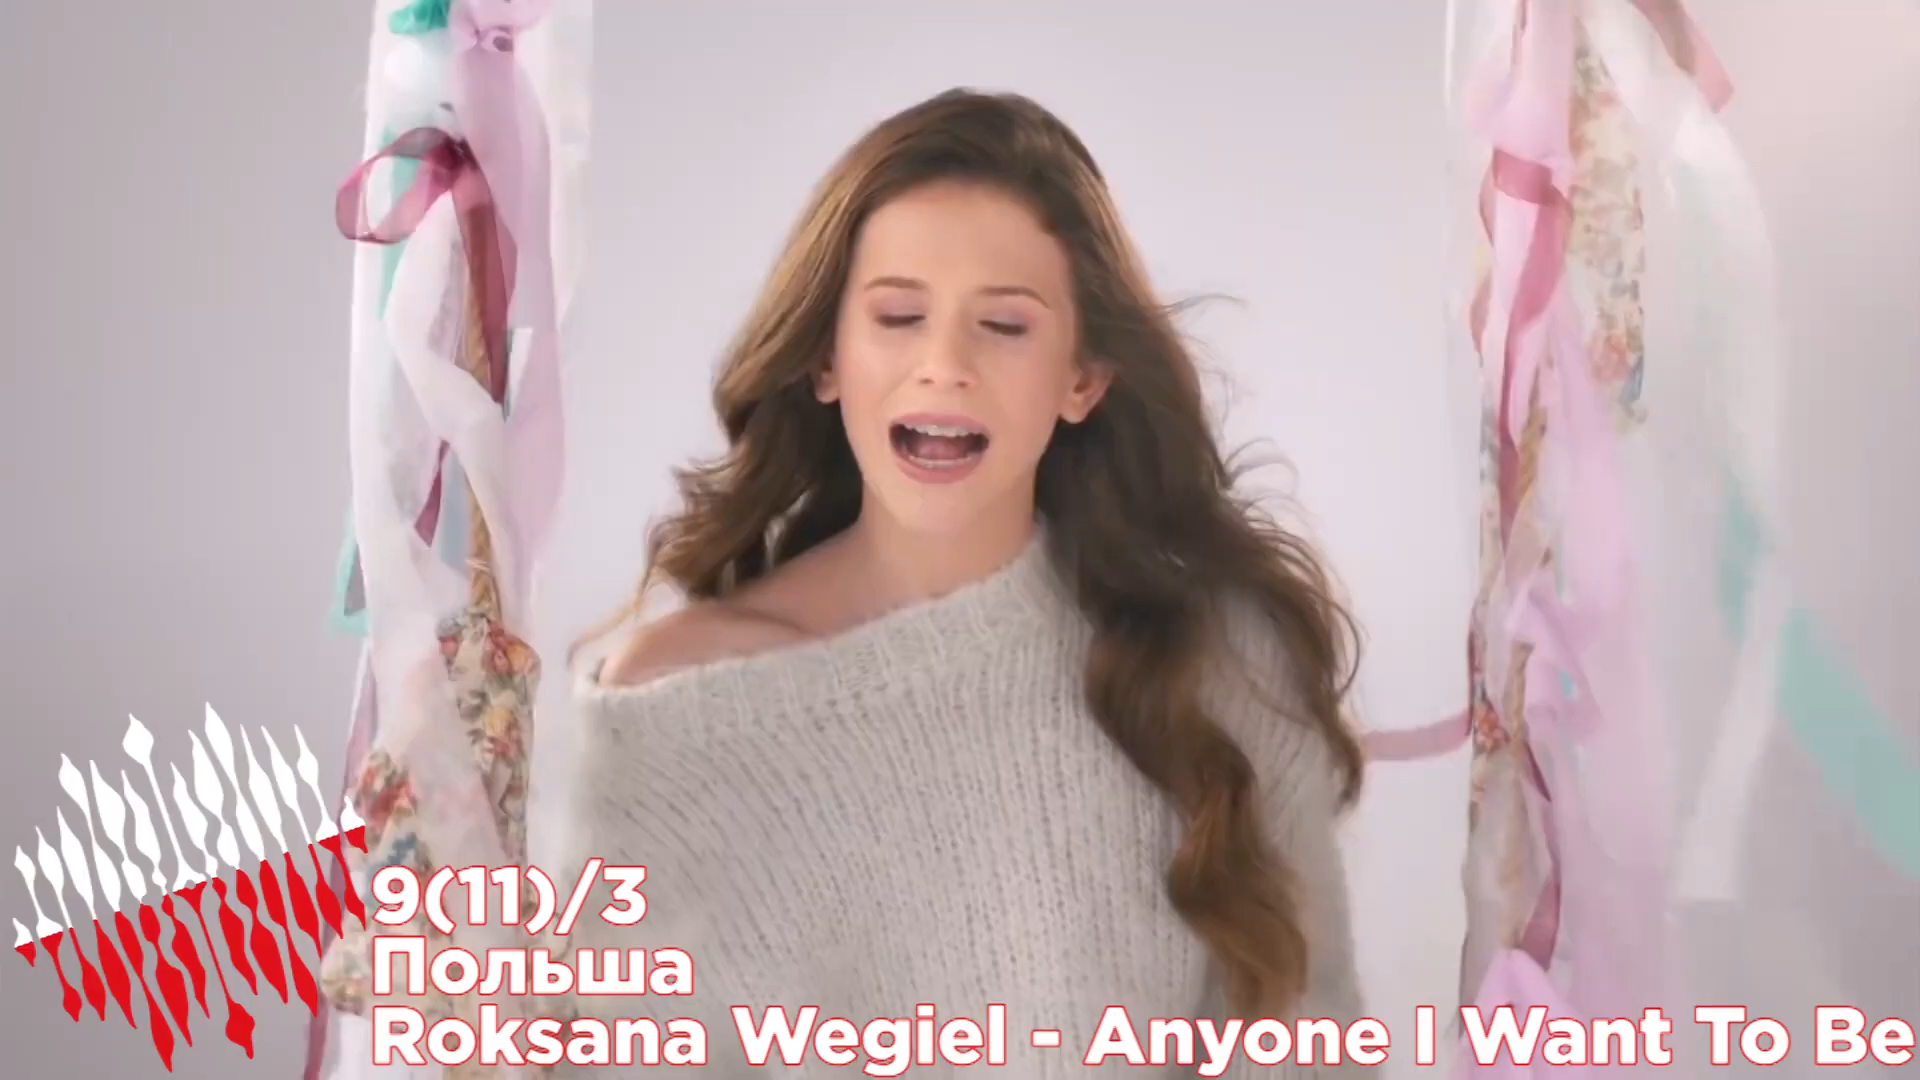 9(11)/3
Польша
Roksana Wegiel - Anyone I Want To Be